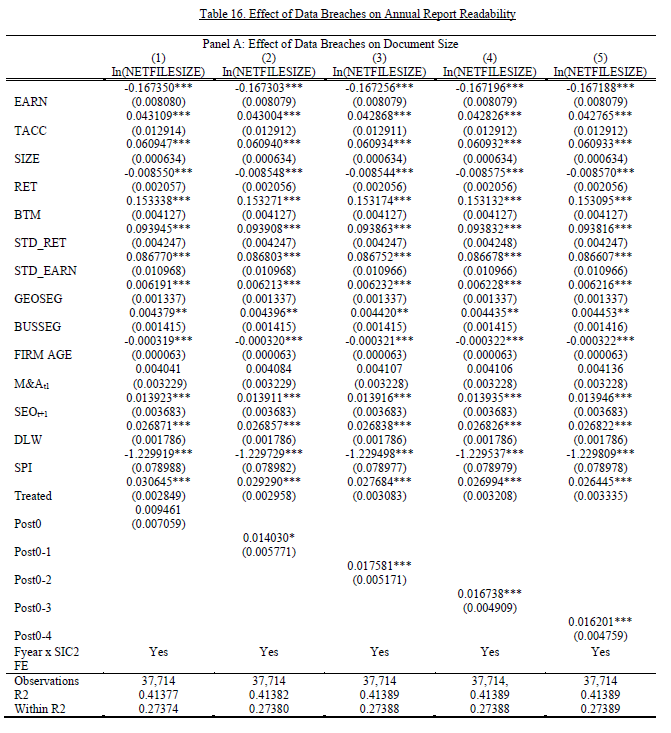 Table 16. Effect of Data Breaches on Annual Report Readability
Panel A: Effect of Data Breaches on Document Size
(1) (2) (3) (4) (5)
ln(NETFILESIZE) ln(NETFILESIZE) ln(NETFILESIZE) ln(NETFILESIZE) ln(NETFILESIZE)
-0.167350*** -0.167303*** -0.167256*** -0.167196*** -0.167188***
EARN (0.008080) (0.008079) (0.008079) (0.008079) (0.008079)
0.043109*** 0.043004*** 0.042868*** 0.042826*** 0.042765***
TACC (0.012914) (0.012912) (0.012911) (0.012912) (0.012912)
0.060947*** 0.060940*** 0.060934*** 0.060932*** 0.060933***
SIZE (0.000634) (0.000634) (0.000634) (0.000634) (0.000634)
-0.008550*** -0.008548*** -0.008544*** -0.008575*** -0.008570***
RET (0.002057) (0.002056) (0.002056) (0.002056) (0.002056)
0.153338*** 0.153271*** 0.153174*** 0.153132*** 0.153095***
BTM (0.004127) (0.004127) (0.004127) (0.004127) (0.004127)
0.093945*** 0.093908*** 0.093863*** 0.093832*** 0.093816***
STD_RET (0.004247) (0.004247) (0.004247) (0.004248) (0.004247)
0.086770*** 0.086803*** 0.086752*** 0.086678*** 0.086607***
STD_EARN (0.010968) (0.010968) (0.010966) (0.010966) (0.010966)
0.006191*** 0.006213*** 0.006232*** 0.006228*** 0.006216***
GEOSEG (0.001337) (0.001337) (0.001337) (0.001337) (0.001337)
0.004379** 0.004396** 0.004420** 0.004435** 0.004453**
BUSSEG (0.001415) (0.001415) (0.001415) (0.001415) (0.001416)
-0.000319*** -0.000320*** -0.000321*** -0.000322*** -0.000322***
FIRM AGE (0.000063) (0.000063) (0.000063) (0.000063) (0.000063)
0.004041 0.004084 0.004107 0.004106 0.004136
M&At1 (0.003229) (0.003229) (0.003228) (0.003228) (0.003228)
0.013923*** 0.013911*** 0.013916*** 0.013935*** 0.013946***
SEOt+1 (0.003683) (0.003683) (0.003683) (0.003683) (0.003683)
0.026871*** 0.026857*** 0.026838*** 0.026826*** 0.026822***
DLW (0.001786) (0.001786) (0.001786) (0.001786) (0.001786)
-1.229919*** -1.229729*** -1.229498*** -1.229537*** -1.229809***
SPI (0.078988) (0.078982) (0.078977) (0.078979) (0.078978)
0.030645*** 0.029290*** 0.027684*** 0.026994*** 0.026445***
Treated (0.002849) (0.002958) (0.003083) (0.003208) (0.003335)
0.009461
Post0 (0.007059)
0.014030*
Post0-1 (0.005771)
0.017581***
Post0-2 (0.005171)
0.016738***
Post0-3 (0.004909)
0.016201***
Post0-4 (0.004759)
Fyear x SIC2 Yes Yes Yes Yes Yes
FE
Observations 37,714 37,714 37,714 37,714, 37,714
R2 0.41377 0.41382 0.41389 0.41389 0.41389
Within R2 0.27374 0.27380 0.27388 0.27388 0.27389